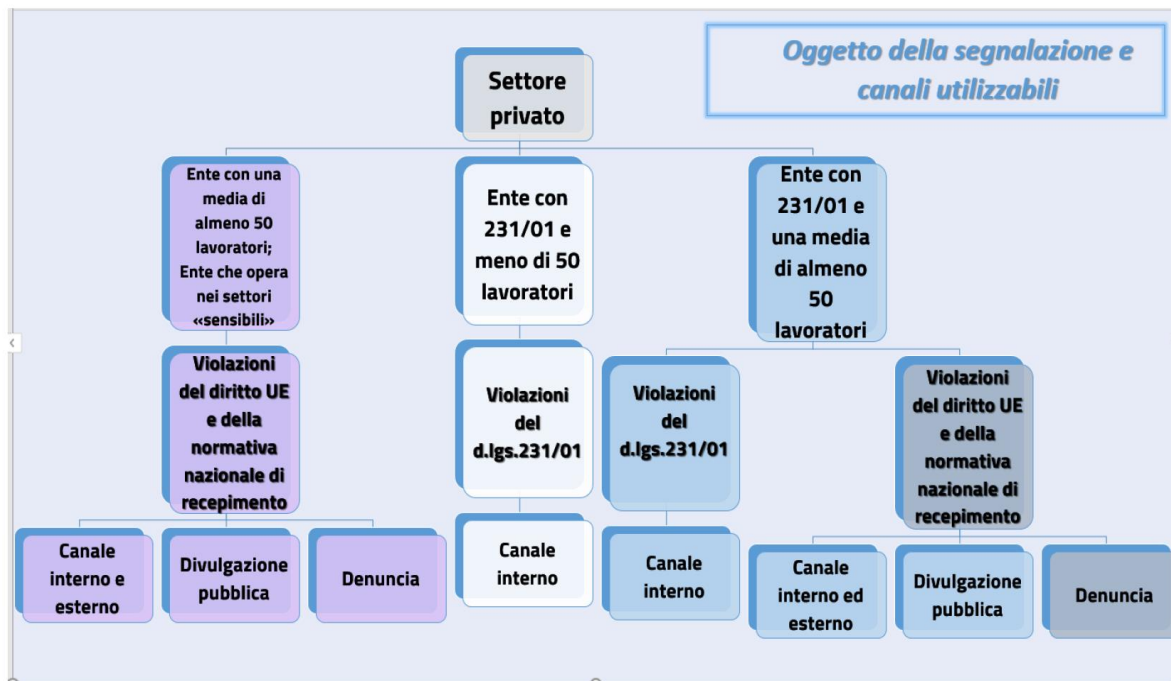 Oggetto della segnalazione e
canali utilizzabili
Settore
privato
Ente con una
media di
almeno 50
lavoratori;
Ente che opera
nei settori
«sensibili»
Ente con
231/01 e
meno di 50
lavoratori
Ente con
231/01 e
una media
di almeno
50
lavoratori
Violazioni
del diritto UE
e della
normativa
nazionale di
recepimento
Violazioni
del
d.lgs.231/01
Violazioni
del
d.lgs.231/01
Violazioni
del diritto UE
e della
normativa
nazionale di
recepimento
Canale
interno e
esterno
Divulgazione
pubblica
Denuncia
Canale
interno
Canale
interno
Canale
interno ed
esterno
Divulgazione
pubblica
Denuncia